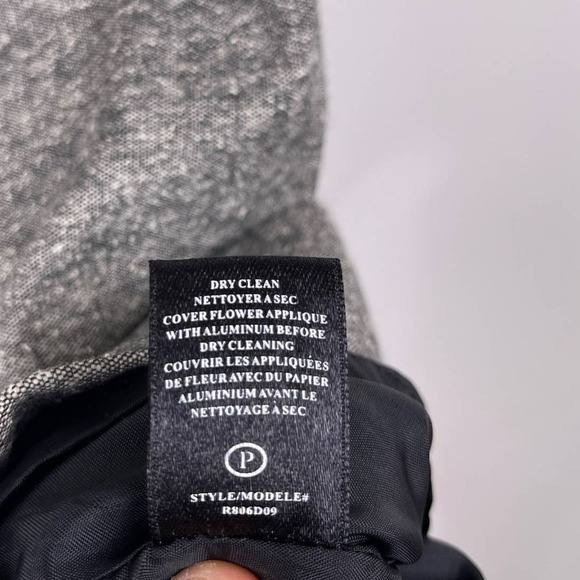 DRY CLEAN
NETTOYER À SEC
COVER FLOWER APPLIQUE
WITH ALUMINUM BEFORE
DRY CLEANING
COUVRIR LES APPLIQUÉES
DE FLEUR AVEC DU PAPIER
ALUMINIUM AVANT LE
NETTOYAGE À SEC
P
STYLE/MODELE#
R806D09